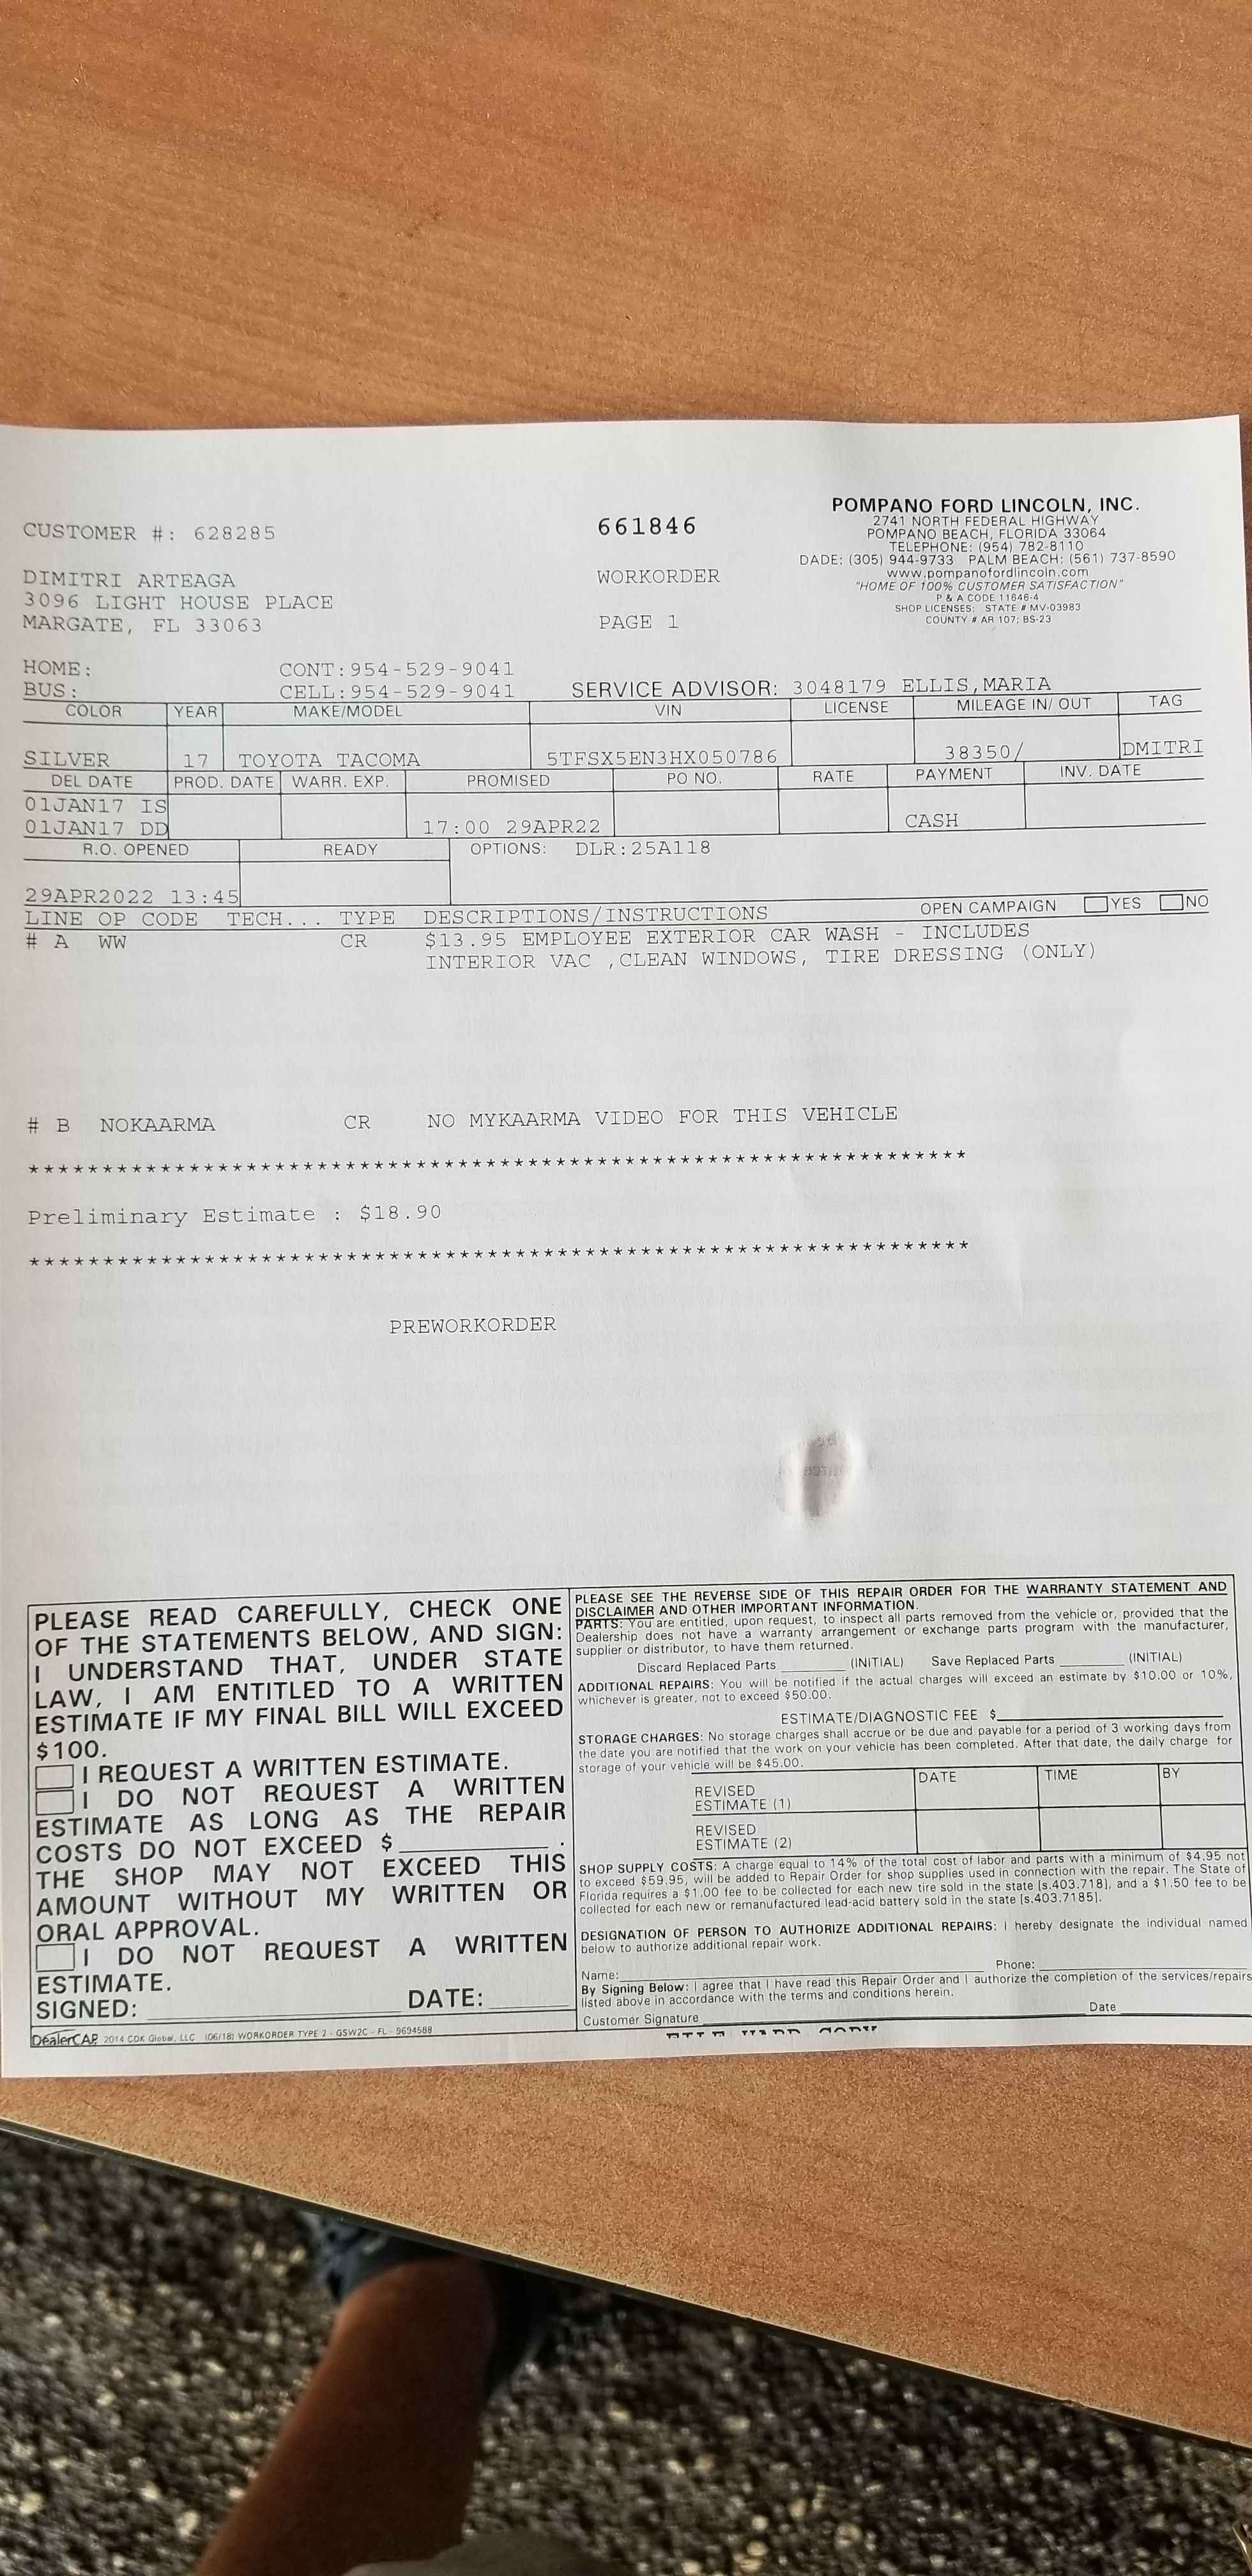 POMPANO FORD LINCOLN, INC.
2741 NORTH FEDERAL HIGHWAY
POMPANO BEACH, FLORIDA 33064
TELEPHONE: (954) 782-8110
DADE: (305) 944-9733 PALM BEACH: (561) 737-8590
www.pompanofordlincoln.com
"HOME OF 100% CUSTOMER SATISFACTION"
P & A CODE 11646-4
SHOP LICENSES: STATE # MV-03983
COUNTY # AR 107; BS-23
CUSTOMER #: 628285
661846
DIMITRI ARTEAGA
WORKORDER
3096 LIGHT HOUSE PLACE
MARGATE, FL 33063
PAGE 1
HOME: CONT:954-529-9041
BUS: CELL:954-529-9041 SERVICE ADVISOR: 3048179 ELLIS,MARIA
COLOR YEAR MAKE/MODEL VIN LICENSE MILEAGE IN/ OUT TAG
SILVER 17 TOYOTA TACOMA 5TFSX5EN3HX050786 38350/ DMITRI
DEL DATE PROD. DATE WARR. EXP. PROMISED PO NO. RATE PAYMENT INV. DATE
01JAN17 IS
01JAN17 DD 17:00 29APR22 CASH
R.O. OPENED READY OPTIONS: DLR:25A118
29APR2022 13:45
LINE OP CODE TECH... TYPE DESCRIPTIONS/INSTRUCTIONS OPEN CAMPAIGN YES NO
# A WW CR $13.95 EMPLOYEE EXTERIOR CAR WASH - INCLUDES
INTERIOR VAC ,CLEAN WINDOWS, TIRE DRESSING (ONLY)
# B NOKAARMA CR NO MYKAARMA VIDEO FOR THIS VEHICLE
****************************************************************
Preliminary Estimate : $18.90
****************************************************************
PREWORKORDER
PLEASE READ CAREFULLY, CHECK ONE
OF THE STATEMENTS BELOW, AND SIGN:
I UNDERSTAND THAT, UNDER STATE
LAW, I AM ENTITLED TO A WRITTEN
ESTIMATE IF MY FINAL BILL WILL EXCEED
$100.
I REQUEST A WRITTEN ESTIMATE.
I DO NOT REQUEST A WRITTEN
ESTIMATE AS LONG AS THE REPAIR
COSTS DO NOT EXCEED $ .
THE SHOP MAY NOT EXCEED THIS
AMOUNT WITHOUT MY WRITTEN OR
ORAL APPROVAL.
I DO NOT REQUEST A WRITTEN
ESTIMATE.
SIGNED: DATE:
PLEASE SEE THE REVERSE SIDE OF THIS REPAIR ORDER FOR THE WARRANTY STATEMENT AND
DISCLAIMER AND OTHER IMPORTANT INFORMATION.
PARTS: You are entitled, upon request, to inspect all parts removed from the vehicle or, provided that the
Dealership does not have a warranty arrangement or exchange parts program with the manufacturer,
supplier or distributor, to have them returned.
Discard Replaced Parts (INITIAL) Save Replaced Parts (INITIAL)
ADDITIONAL REPAIRS: You will be notified if the actual charges will exceed an estimate by $10.00 or 10%,
whichever is greater, not to exceed $50.00.
ESTIMATE/DIAGNOSTIC FEE $
STORAGE CHARGES: No storage charges shall accrue or be due and payable for a period of 3 working days from
the date you are notified that the work on your vehicle has been completed. After that date, the daily charge for
storage of your vehicle will be $45.00.
DATE TIME BY
REVISED
ESTIMATE (1)
REVISED
ESTIMATE (2)
SHOP SUPPLY COSTS: A charge equal to 14% of the total cost of labor and parts with a minimum of $4.95 not
to exceed $59.95, will be added to Repair Order for shop supplies used in connection with the repair. The State of
Florida requires a $1.00 fee to be collected for each new tire sold in the state [s.403.718], and a $1.50 fee to be
collected for each new or remanufactured lead-acid battery sold in the state [s.403.7185].
DESIGNATION OF PERSON TO AUTHORIZE ADDITIONAL REPAIRS: I hereby designate the individual named
below to authorize additional repair work.
Name: Phone:
By Signing Below: I agree that I have read this Repair Order and I authorize the completion of the services/repairs
listed above in accordance with the terms and conditions herein.
Customer Signature Date
DealerCAP 2014 CDK Global, LLC (06/18) WORKORDER TYPE 2 - GSW2C - FL - 9694588